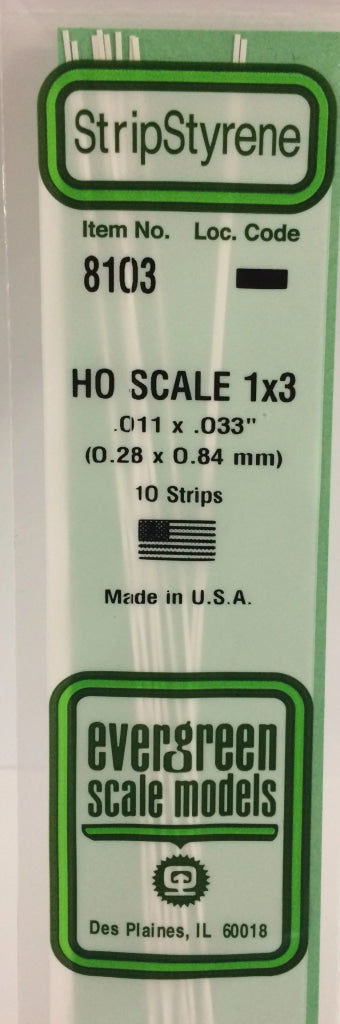 StripStyrene
Item No. Loc. Code
8103
HO SCALE 1x3
.011 x .033"
(0.28 x 0.84 mm)
10 Strips
Made in U.S.A.
evergreen
scale models
Des Plaines, IL 60018